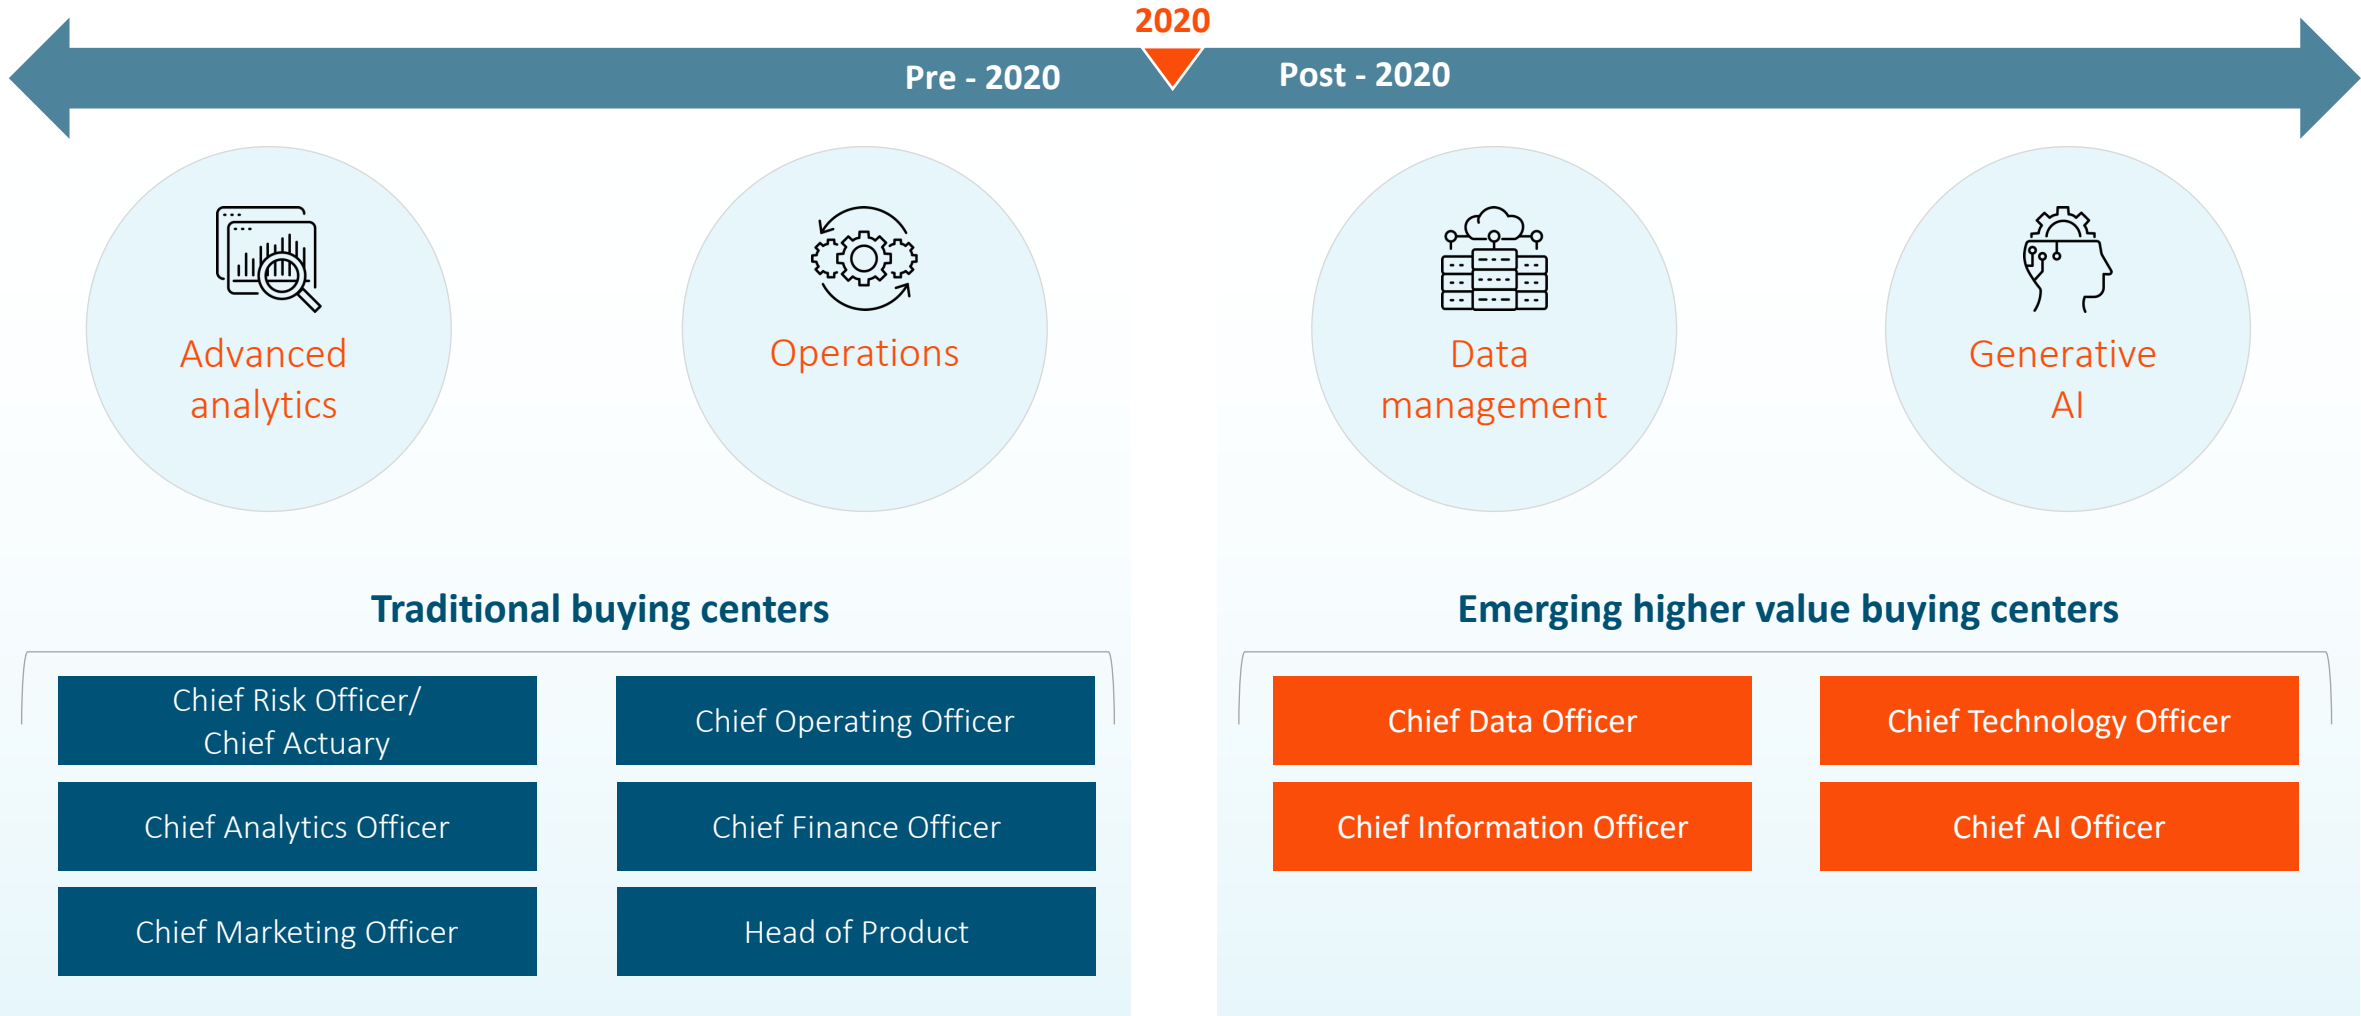 2020
Pre - 2020
Post - 2020
Advanced
analytics
Operations
Data
management
Generative
AI
Traditional buying centers
Chief Risk Officer/
Chief Actuary
Chief Operating Officer
Chief Analytics Officer
Chief Finance Officer
Chief Marketing Officer
Head of Product
Emerging higher value buying centers
Chief Data Officer
Chief Technology Officer
Chief Information Officer
Chief AI Officer